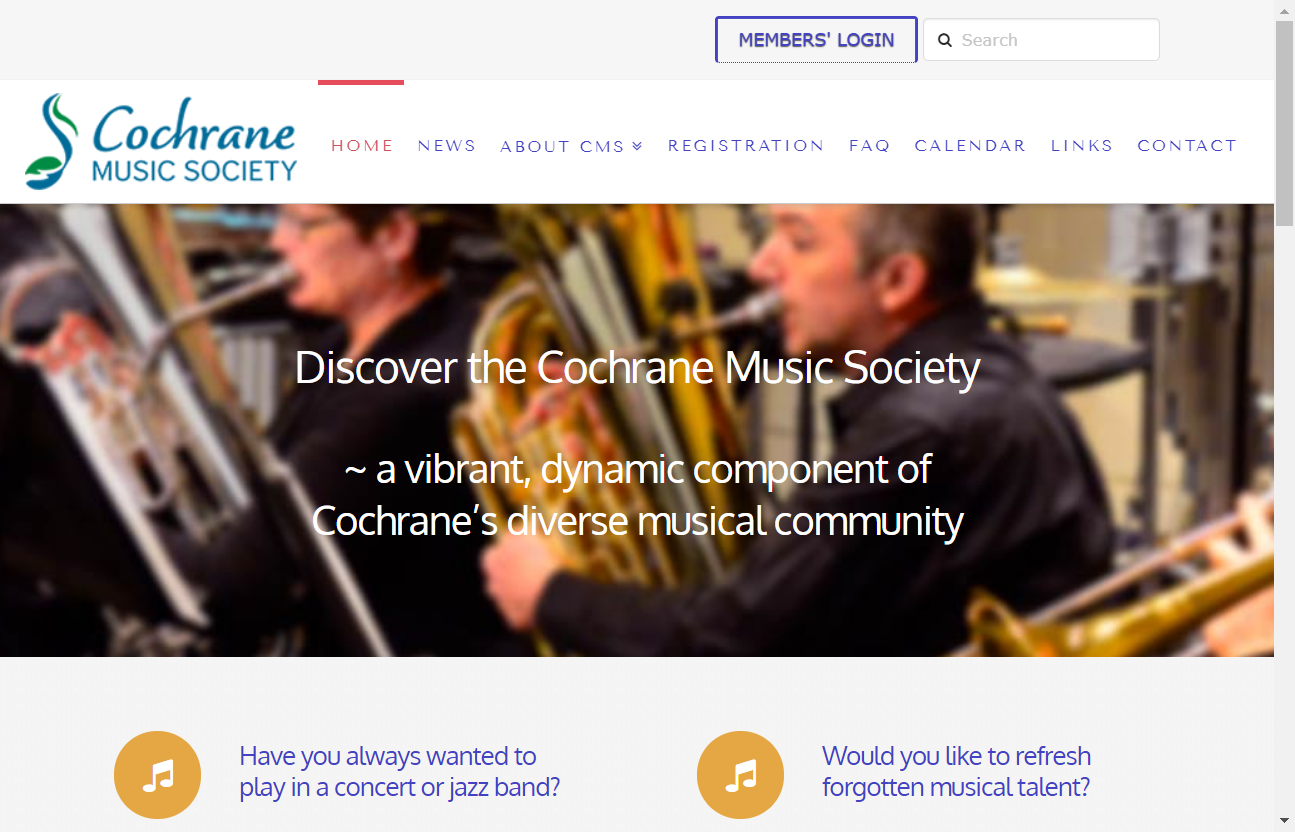 MEMBERS' LOGIN
Search
Cochrane
MUSIC SOCIETY
HOME
NEWS
ABOUT CMS
REGISTRATION
FAQ
CALENDAR
LINKS
CONTACT
Discover the Cochrane Music Society
~ a vibrant, dynamic component of
Cochrane’s diverse musical community
Have you always wanted to
play in a concert or jazz band?
Would you like to refresh
forgotten musical talent?